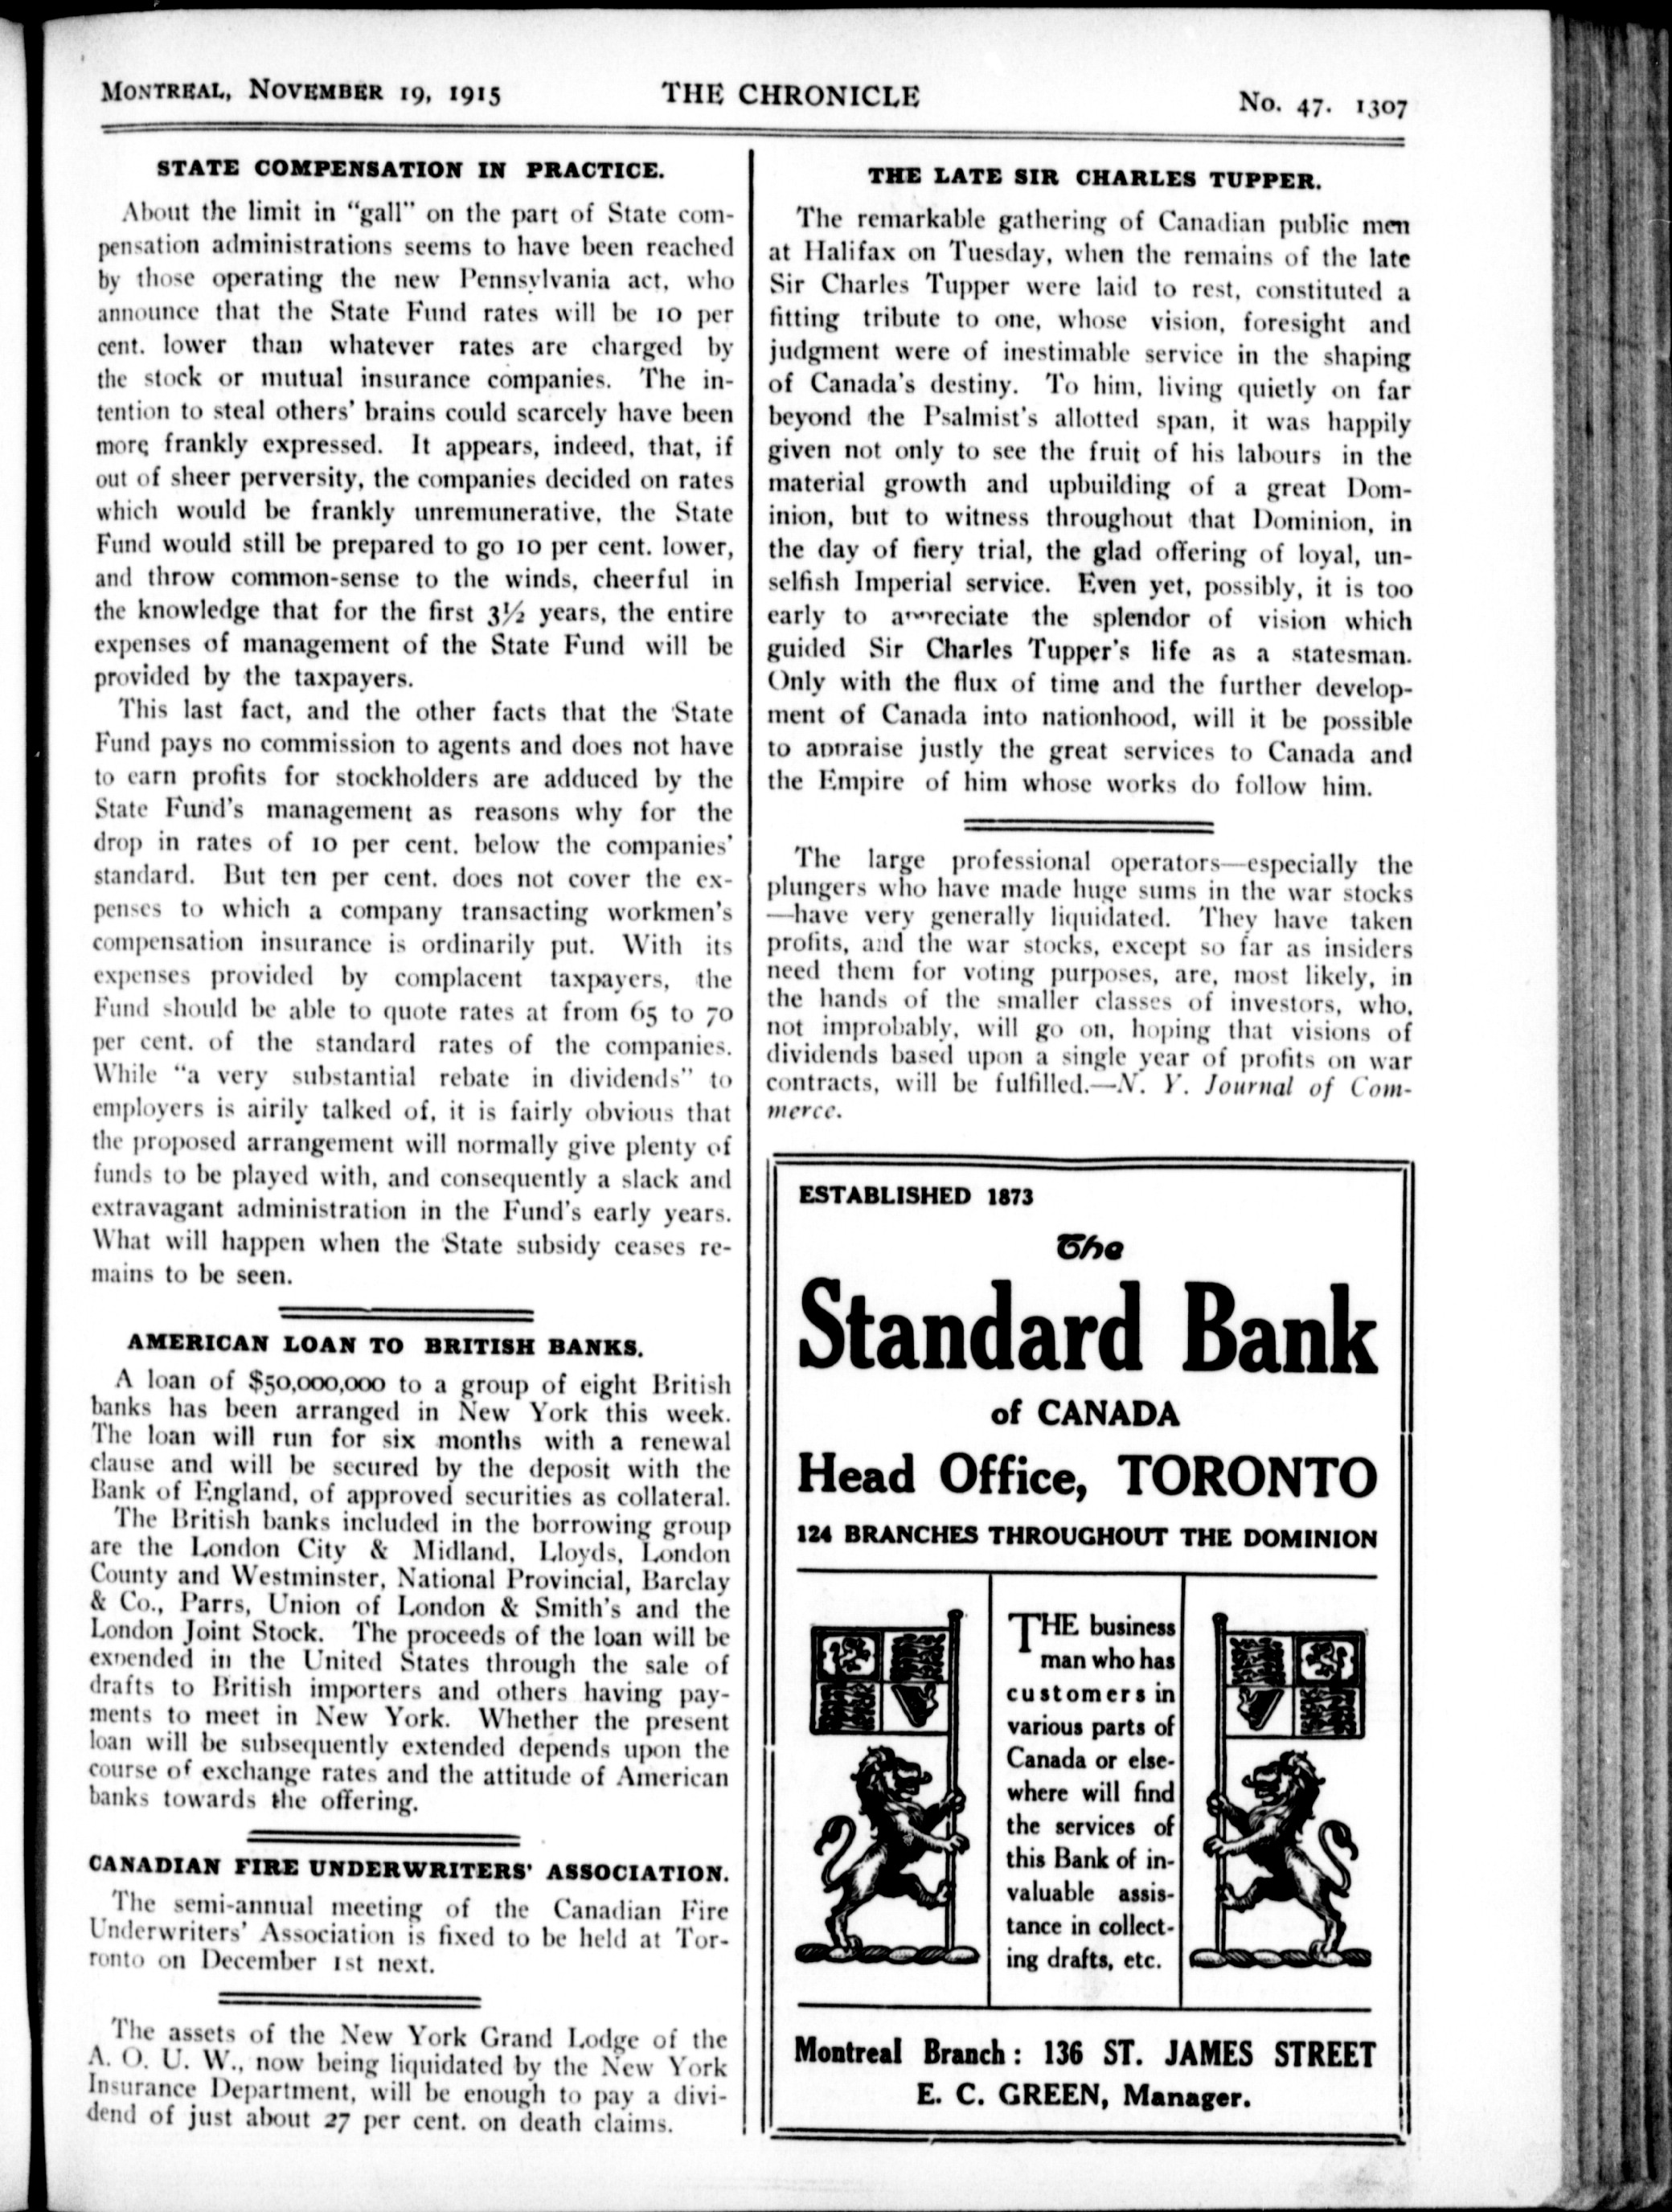 MONTREAL, NOVEMBER 19, 1915 THE CHRONICLE No. 47. 1307
STATE COMPENSATION IN PRACTICE.
About the limit in "gall" on the part of State com-
pensation administrations seems to have been reached
by those operating the new Pennsylvania act, who
announce that the State Fund rates will be 10 per
cent. lower than whatever rates are charged by
the stock or mutual insurance companies. The in-
tention to steal others' brains could scarcely have been
more frankly expressed. It appears, indeed, that, if
out of sheer perversity, the companies decided on rates
which would be frankly unremunerative, the State
Fund would still be prepared to go 10 per cent. lower,
and throw common-sense to the winds, cheerful in
the knowledge that for the first 3½ years, the entire
expenses of management of the State Fund will be
provided by the taxpayers.
This last fact, and the other facts that the State
Fund pays no commission to agents and does not have
to earn profits for stockholders are adduced by the
State Fund's management as reasons why for the
drop in rates of 10 per cent. below the companies'
standard. But ten per cent. does not cover the ex-
penses to which a company transacting workmen's
compensation insurance is ordinarily put. With its
expenses provided by complacent taxpayers, the
Fund should be able to quote rates at from 65 to 70
per cent. of the standard rates of the companies.
While "a very substantial rebate in dividends" to
employers is airily talked of, it is fairly obvious that
the proposed arrangement will normally give plenty of
funds to be played with, and consequently a slack and
extravagant administration in the Fund's early years.
What will happen when the State subsidy ceases re-
mains to be seen.
AMERICAN LOAN TO BRITISH BANKS.
A loan of $50,000,000 to a group of eight British
banks has been arranged in New York this week.
The loan will run for six months with a renewal
clause and will be secured by the deposit with the
Bank of England, of approved securities as collateral.
The British banks included in the borrowing group
are the London City & Midland, Lloyds, London
County and Westminster, National Provincial, Barclay
& Co., Parrs, Union of London & Smith's and the
London Joint Stock. The proceeds of the loan will be
expended in the United States through the sale of
drafts to British importers and others having pay-
ments to meet in New York. Whether the present
loan will be subsequently extended depends upon the
course of exchange rates and the attitude of American
banks towards the offering.
CANADIAN FIRE UNDERWRITERS' ASSOCIATION.
The semi-annual meeting of the Canadian Fire
Underwriters' Association is fixed to be held at Tor-
ronto on December 1st next.
The assets of the New York Grand Lodge of the
A. O. U. W., now being liquidated by the New York
Insurance Department, will be enough to pay a divi-
dend of just about 27 per cent. on death claims.
THE LATE SIR CHARLES TUPPER.
The remarkable gathering of Canadian public men
at Halifax on Tuesday, when the remains of the late
Sir Charles Tupper were laid to rest, constituted a
fitting tribute to one, whose vision, foresight and
judgment were of inestimable service in the shaping
of Canada's destiny. To him, living quietly on far
beyond the Psalmist's allotted span, it was happily
given not only to see the fruit of his labours in the
material growth and upbuilding of a great Dom-
inion, but to witness throughout that Dominion, in
the day of fiery trial, the glad offering of loyal, un-
selfish Imperial service. Even yet, possibly, it is too
early to appreciate the splendor of vision which
guided Sir Charles Tupper's life as a statesman.
Only with the flux of time and the further develop-
ment of Canada into nationhood, will it be possible
to appraise justly the great services to Canada and
the Empire of him whose works do follow him.
The large professional operators—especially the
plungers who have made huge sums in the war stocks
—have very generally liquidated. They have taken
profits, and the war stocks, except so far as insiders
need them for voting purposes, are, most likely, in
the hands of the smaller classes of investors, who,
not improbably, will go on, hoping that visions of
dividends based upon a single year of profits on war
contracts, will be fulfilled.—N. Y. Journal of Com-
merce.
ESTABLISHED 1873
The
Standard Bank
of CANADA
Head Office, TORONTO
124 BRANCHES THROUGHOUT THE DOMINION
THE business
man who has
customers in
various parts of
Canada or else-
where will find
the services of
this Bank of in-
valuable assis-
tance in collect-
ing drafts, etc.
Montreal Branch: 136 ST. JAMES STREET
E. C. GREEN, Manager.